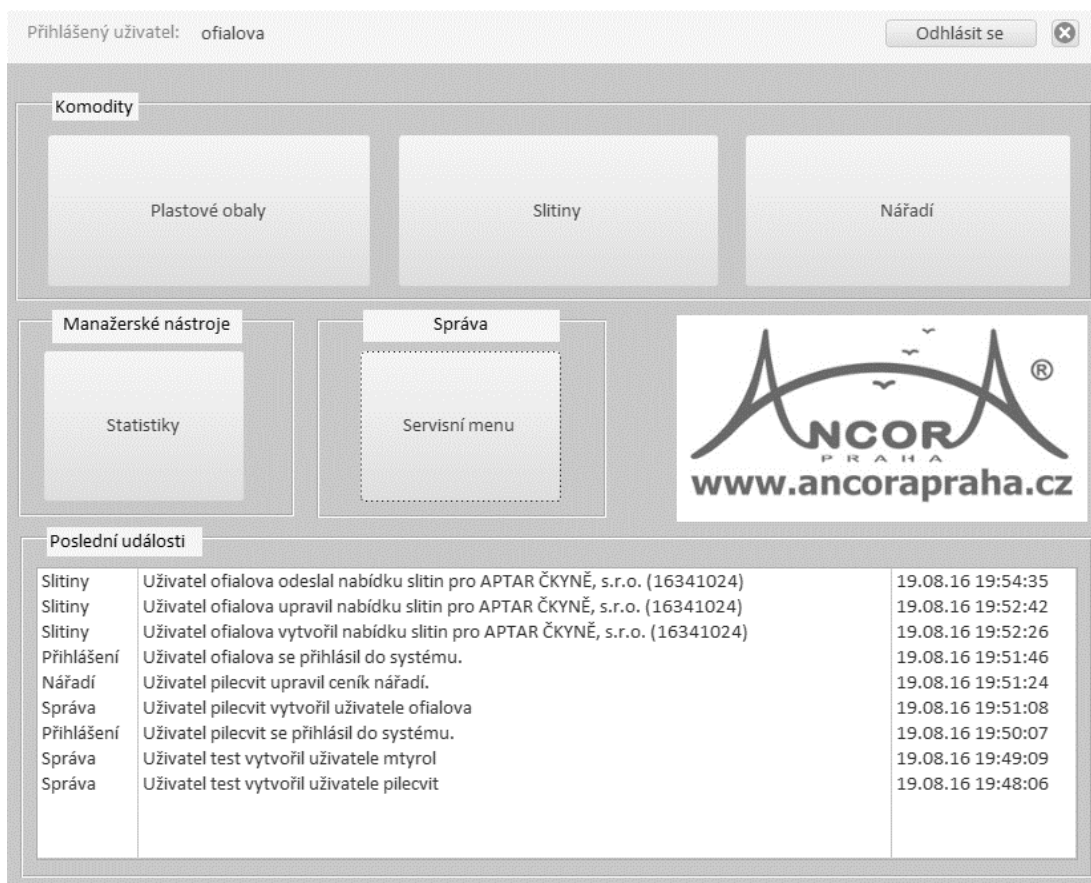 Přihlášený uživatel: ofialova
Odhlásit se
Komodity
Plastové obaly
Slitiny
Nářadí
Manažerské nástroje
Správa
Statistiky
Servisní menu
®
ANCORA
PRAHA
www.ancorapraha.cz
Poslední události
Slitiny Uživatel ofialova odeslal nabídku slitin pro APTAR ČKYNĚ, s.r.o. (16341024) 19.08.16 19:54:35
Slitiny Uživatel ofialova upravil nabídku slitin pro APTAR ČKYNĚ, s.r.o. (16341024) 19.08.16 19:52:42
Slitiny Uživatel ofialova vytvořil nabídku slitin pro APTAR ČKYNĚ, s.r.o. (16341024) 19.08.16 19:52:26
Přihlášení Uživatel ofialova se přihlásil do systému. 19.08.16 19:51:46
Nářadí Uživatel pilecvit upravil ceník nářadí. 19.08.16 19:51:24
Správa Uživatel pilecvit vytvořil uživatele ofialova 19.08.16 19:51:08
Přihlášení Uživatel pilecvit se přihlásil do systému. 19.08.16 19:50:07
Správa Uživatel test vytvořil uživatele mtyrol 19.08.16 19:49:09
Správa Uživatel test vytvořil uživatele pilecvit 19.08.16 19:48:06